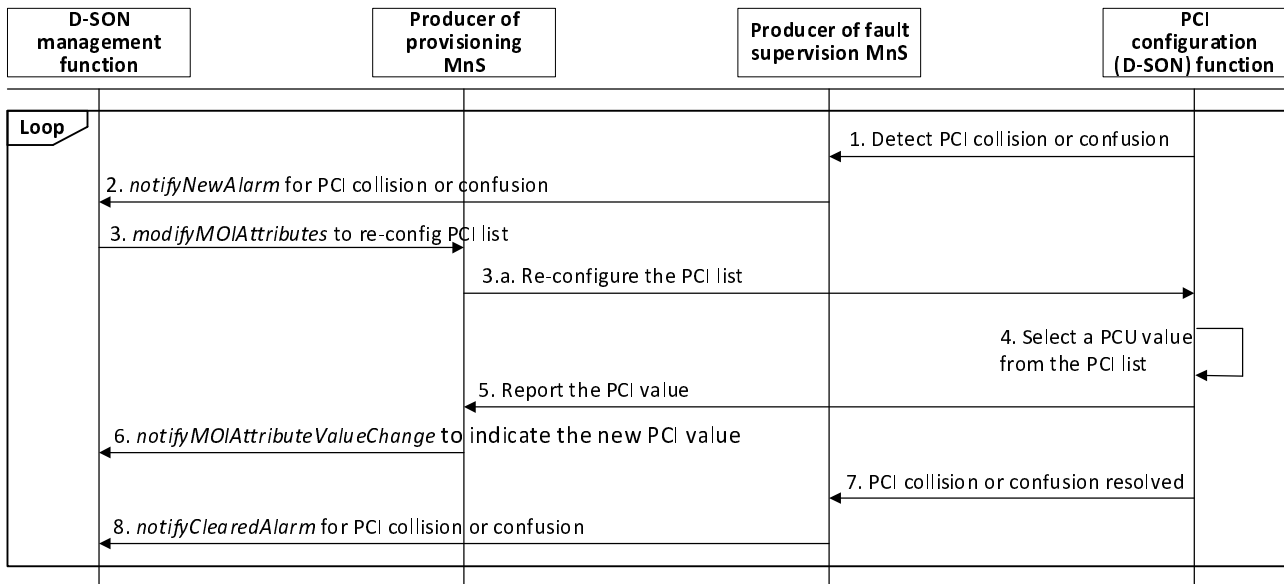 D-SON
management
function
Producer of
provisioning
MnS
Producer of fault
supervision MnS
PCI
configuration
(D-SON) function
Loop
1. Detect PCI collision or confusion
2. notifyNewAlarm for PCI collision or confusion
3. modifyMOIAttributes to re-config PCI list
3.a. Re-configure the PCI list
4. Select a PCU value
from the PCI list
5. Report the PCI value
6. notifyMOIAttributeValueChange to indicate the new PCI value
7. PCI collision or confusion resolved
8. notifyClearedAlarm for PCI collision or confusion